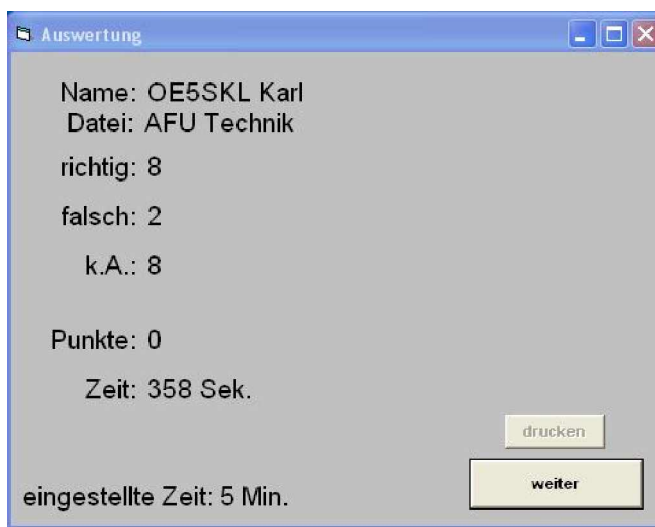 Auswertung
Name: OE5SKL Karl
Datei: AFU Technik
richtig: 8
falsch: 2
k.A.: 8
Punkte: 0
Zeit: 358 Sek.
drucken
weiter
eingestellte Zeit: 5 Min.